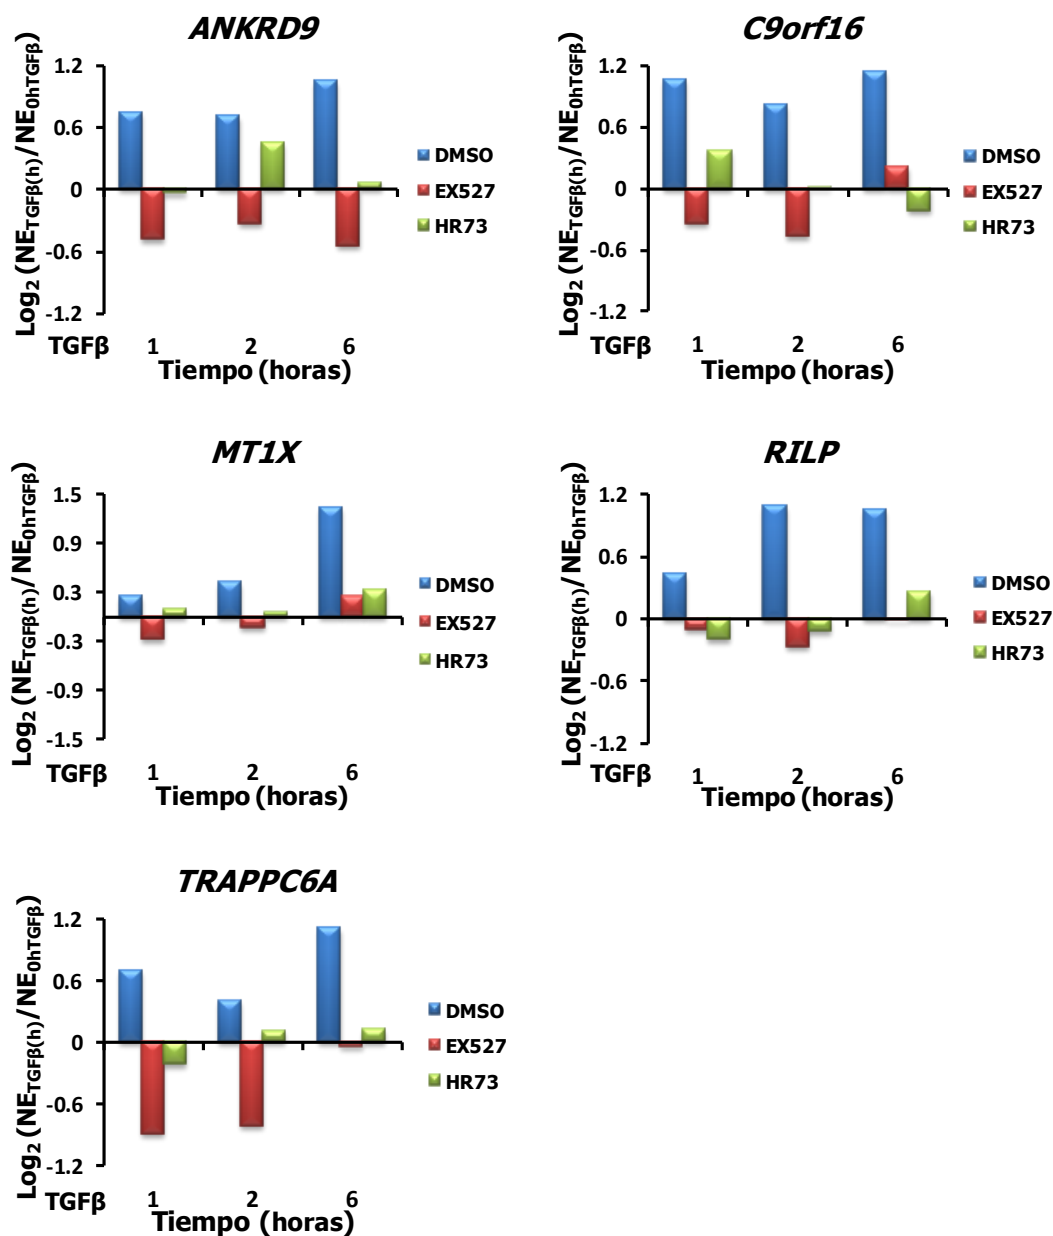 ANKRD9
Log2 (NETGFβ(h)/NE0hTGFβ)
1.2
0.6
0
-0.6
-1.2
DMSO
EX527
HR73
TGFβ 1 2 6
Tiempo (horas)
C9orf16
Log2 (NETGFβ(h)/NE0hTGFβ)
1.2
0.6
0
-0.6
-1.2
DMSO
EX527
HR73
TGFβ 1 2 6
Tiempo (horas)
MT1X
Log2 (NETGFβ(h)/NE0hTGFβ)
1.5
0.9
0.3
-0.3
-0.9
-1.5
DMSO
EX527
HR73
TGFβ 1 2 6
Tiempo (horas)
RILP
Log2 (NETGFβ(h)/NE0hTGFβ)
1.2
0.6
0
-0.6
-1.2
DMSO
EX527
HR73
TGFβ 1 2 6
Tiempo (horas)
TRAPPC6A
Log2 (NETGFβ(h)/NE0hTGFβ)
1.2
0.6
0
-0.6
-1.2
DMSO
EX527
HR73
TGFβ 1 2 6
Tiempo (horas)